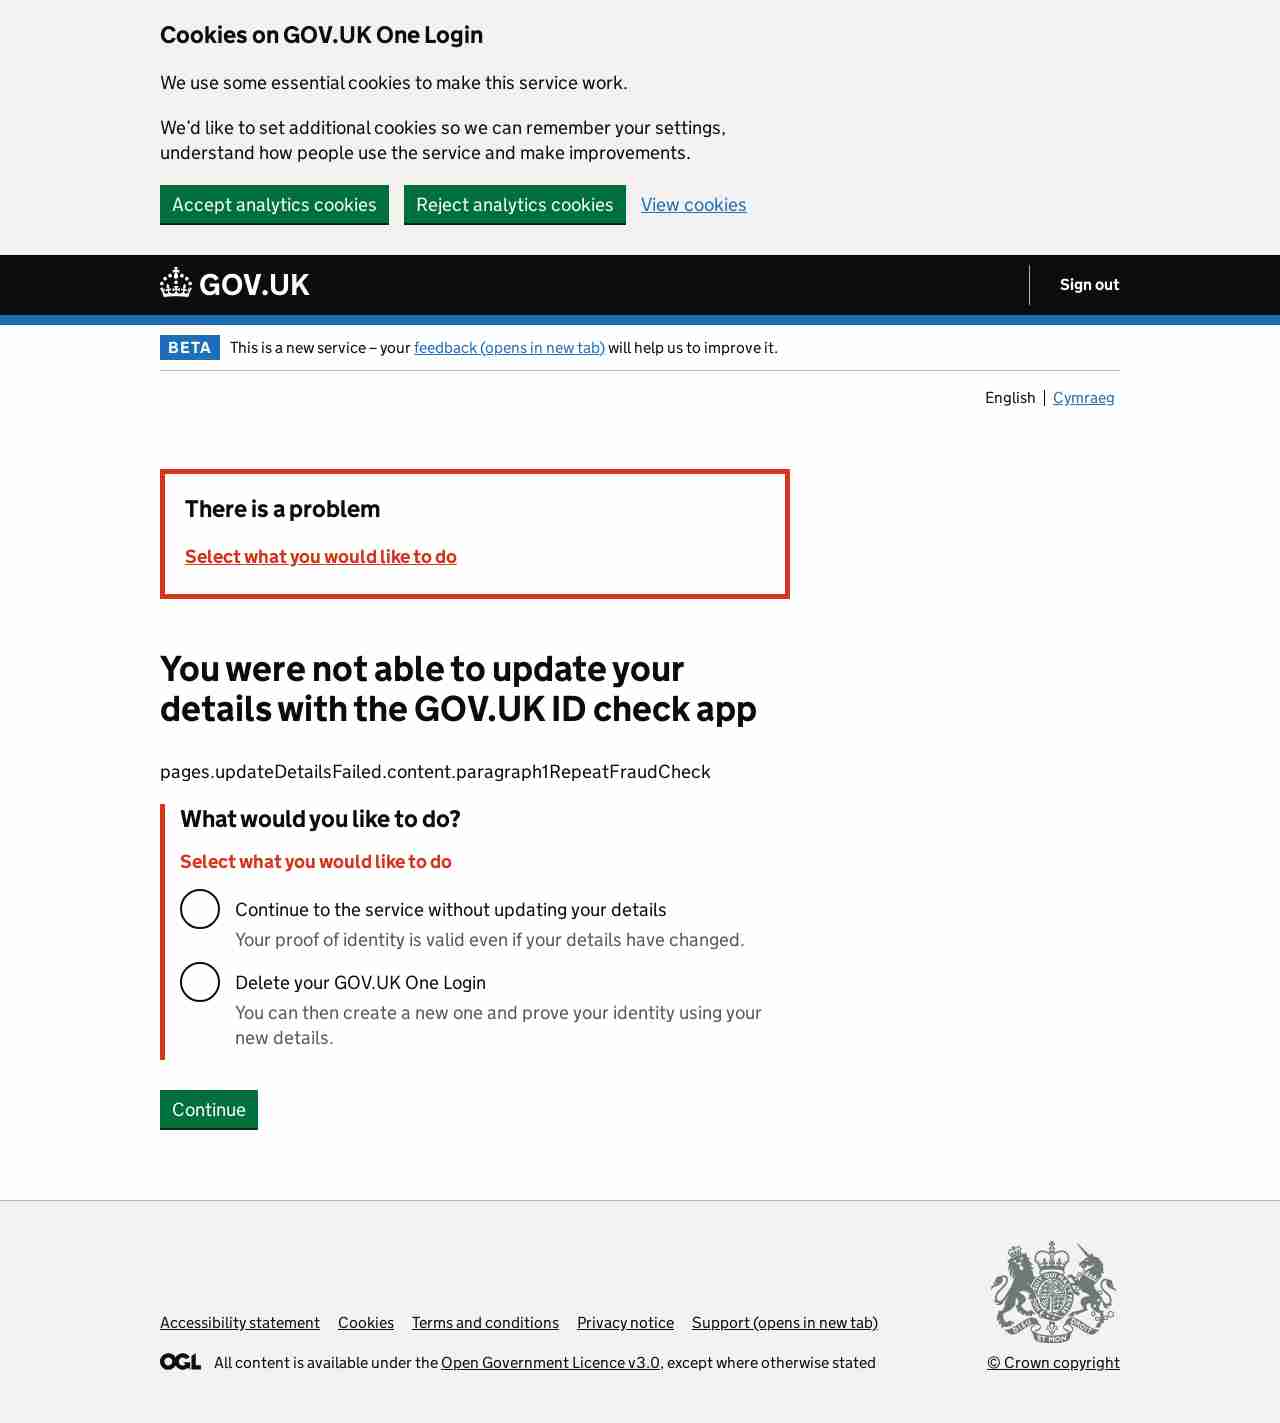 Cookies on GOV.UK One Login
We use some essential cookies to make this service work.
We’d like to set additional cookies so we can remember your settings,
understand how people use the service and make improvements.
Accept analytics cookies Reject analytics cookies View cookies
GOV.UK Sign out
BETA This is a new service – your feedback (opens in new tab) will help us to improve it.
English Cymraeg
There is a problem
Select what you would like to do
You were not able to update your
details with the GOV.UK ID check app
pages.updateDetailsFailed.content.paragraph1RepeatFraudCheck
What would you like to do?
Select what you would like to do
Continue to the service without updating your details
Your proof of identity is valid even if your details have changed.
Delete your GOV.UK One Login
You can then create a new one and prove your identity using your
new details.
Continue
Accessibility statement Cookies Terms and conditions Privacy notice Support (opens in new tab)
OGL All content is available under the Open Government Licence v3.0, except where otherwise stated
© Crown copyright